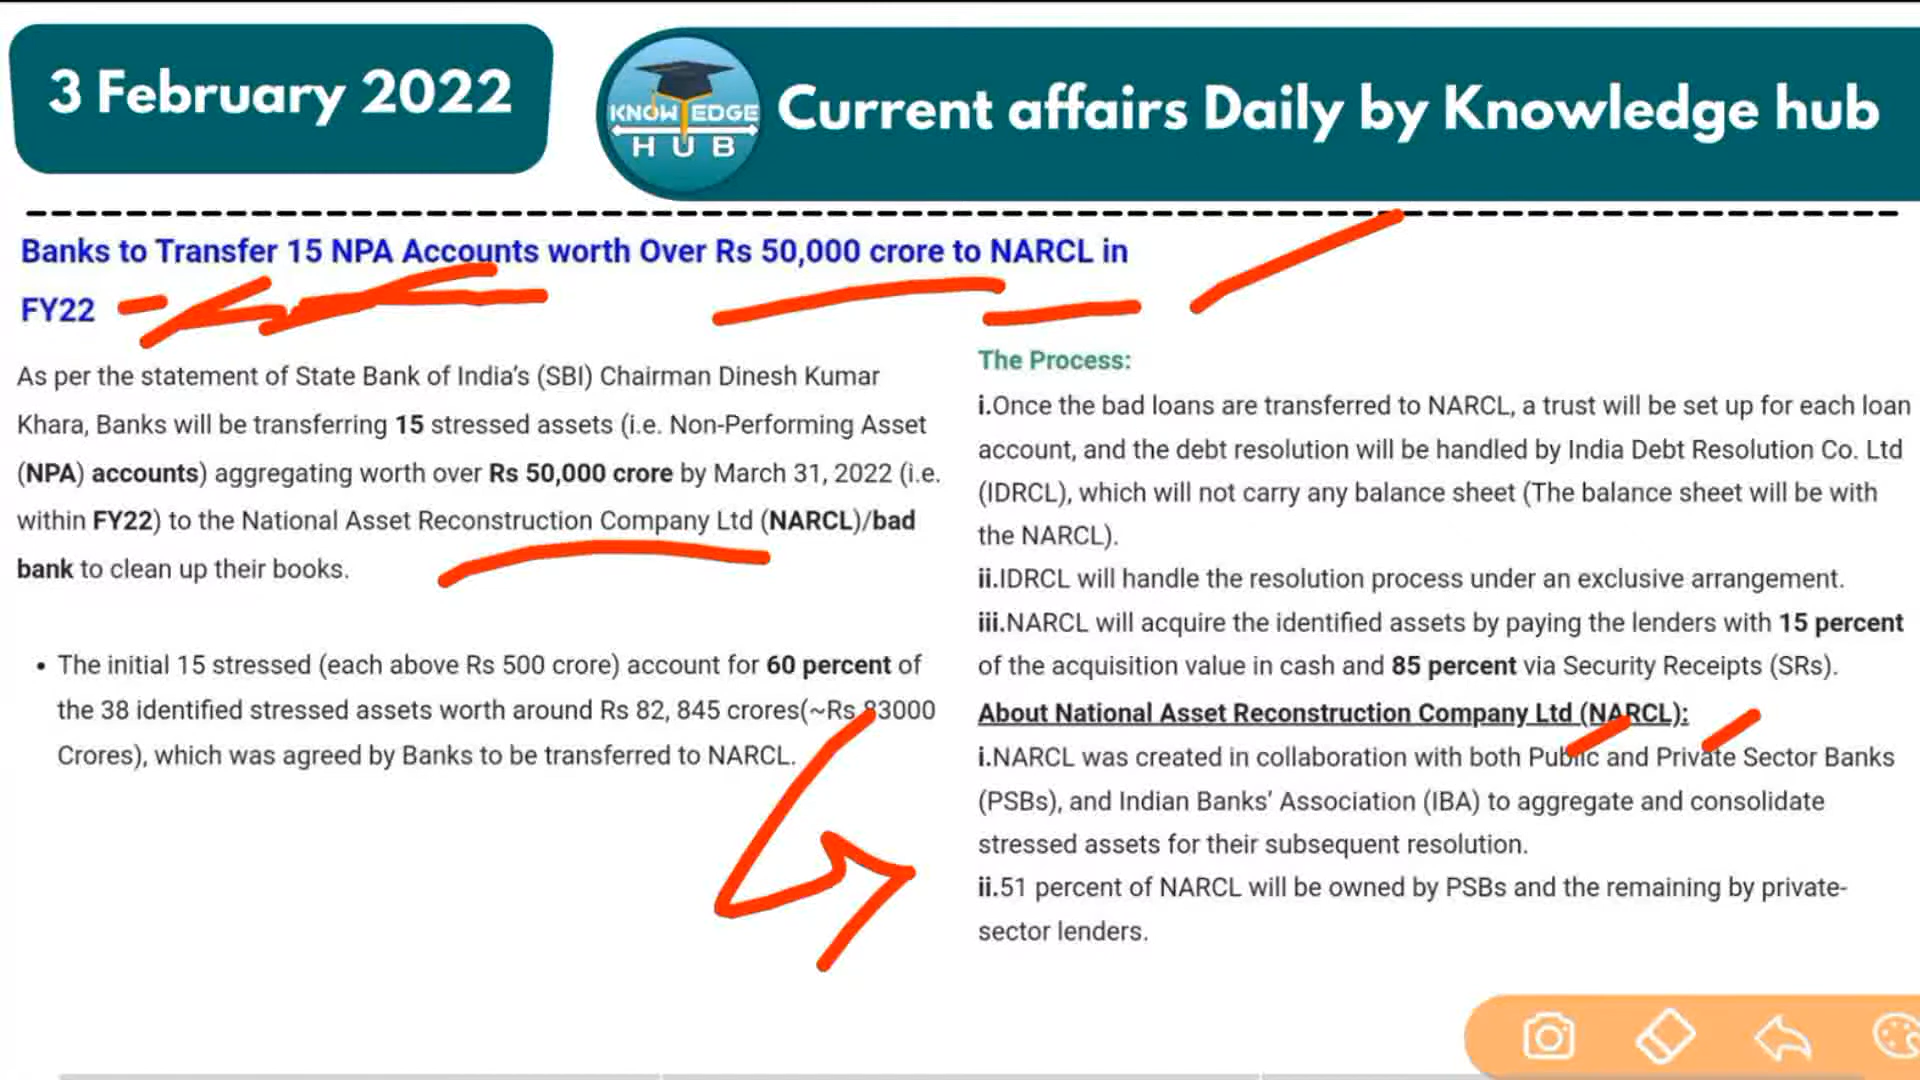 3 February 2022
KNOWLEDGE
HUB
Current affairs Daily by Knowledge hub
Banks to Transfer 15 NPA Accounts worth Over Rs 50,000 crore to NARCL in
FY22
As per the statement of State Bank of India's (SBI) Chairman Dinesh Kumar
Khara, Banks will be transferring 15 stressed assets (i.e. Non-Performing Asset
(NPA) accounts) aggregating worth over Rs 50,000 crore by March 31, 2022 (i.e.
within FY22) to the National Asset Reconstruction Company Ltd (NARCL)/bad
bank to clean up their books.
• The initial 15 stressed (each above Rs 500 crore) account for 60 percent of
the 38 identified stressed assets worth around Rs 82, 845 crores(~Rs 83000
Crores), which was agreed by Banks to be transferred to NARCL.
The Process:
i.Once the bad loans are transferred to NARCL, a trust will be set up for each loan
account, and the debt resolution will be handled by India Debt Resolution Co. Ltd
(IDRCL), which will not carry any balance sheet (The balance sheet will be with
the NARCL).
ii.IDRCL will handle the resolution process under an exclusive arrangement.
iii.NARCL will acquire the identified assets by paying the lenders with 15 percent
of the acquisition value in cash and 85 percent via Security Receipts (SRs).
About National Asset Reconstruction Company Ltd (NARCL):
i.NARCL was created in collaboration with both Public and Private Sector Banks
(PSBs), and Indian Banks' Association (IBA) to aggregate and consolidate
stressed assets for their subsequent resolution.
ii.51 percent of NARCL will be owned by PSBs and the remaining by private-
sector lenders.